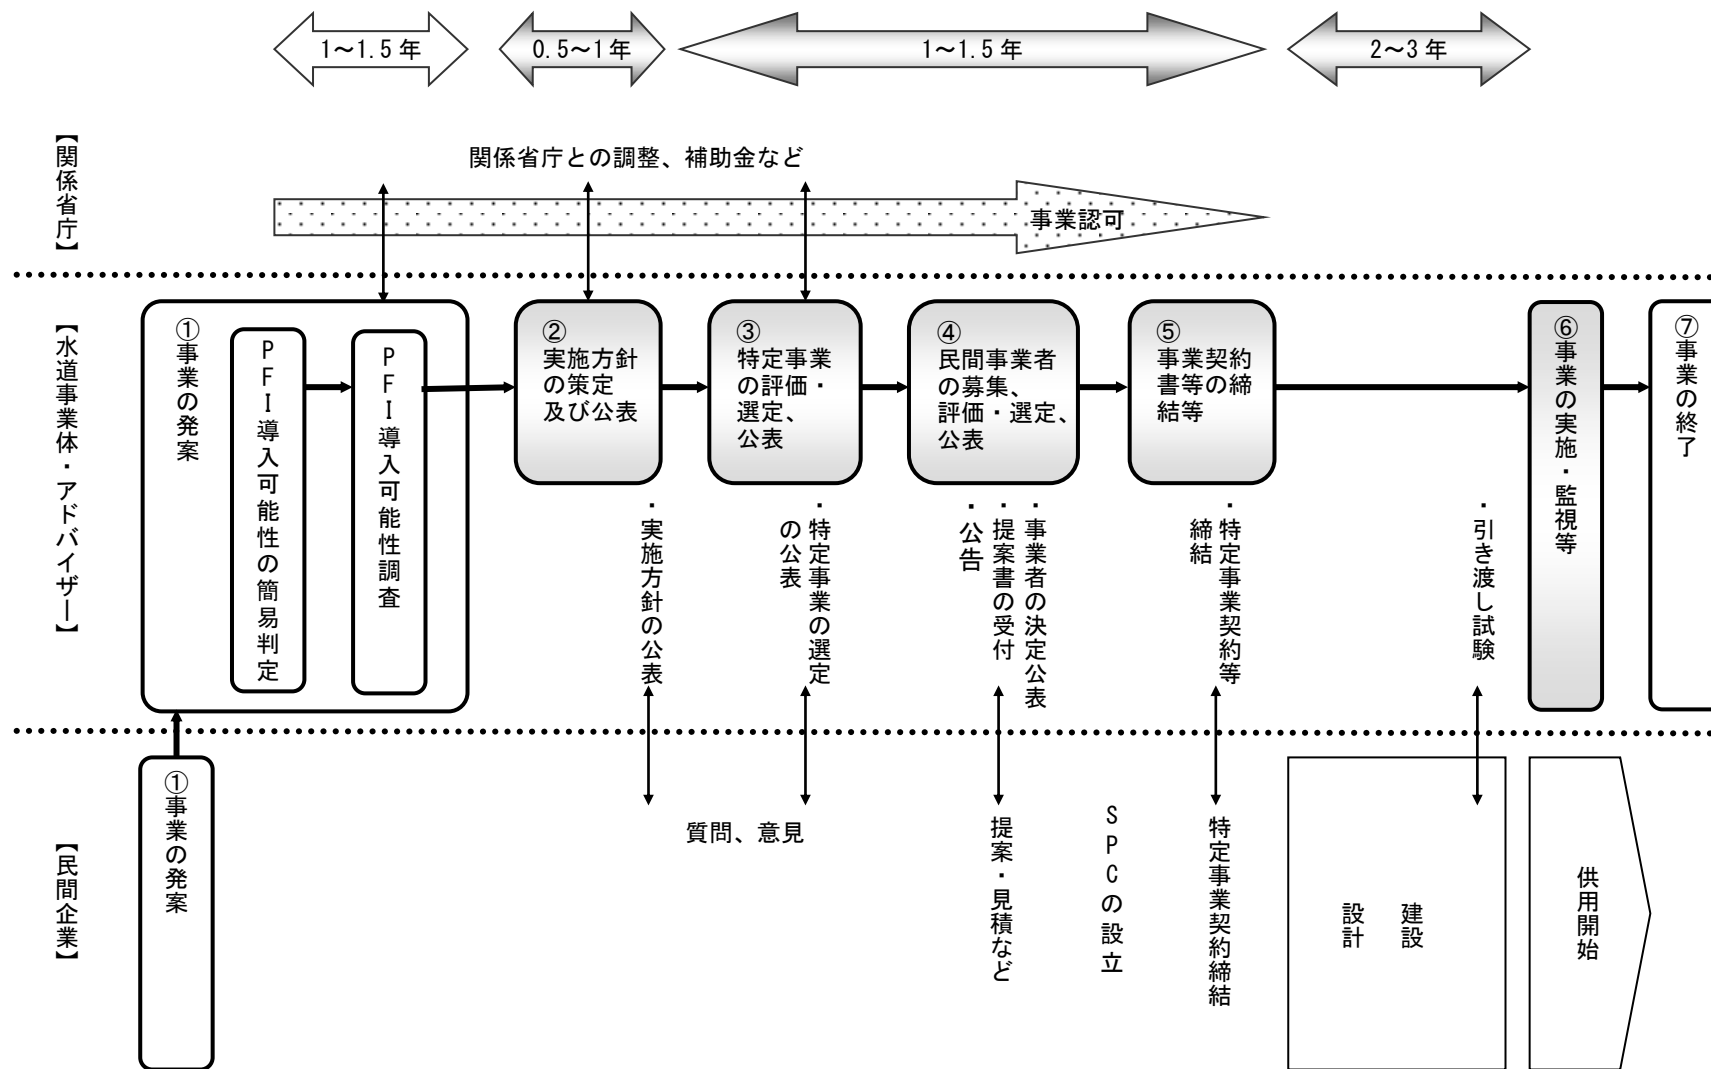 1～1.5 年
0.5～1 年
1～1.5 年
2～3 年
【関係省庁】
関係省庁との調整、補助金など
事業認可
【水道事業体・アドバイザー】
①事業の発案
ＰＦＩ導入可能性の簡易判定
ＰＦＩ導入可能性調査
②
実施方針
の策定
及び公表
③
特定事業
の評価・
選定、
公表
④
民間事業者
の募集、
評価・選定、
公表
⑤
事業契約
書等の締
結等
⑥事業の実施・監視等
⑦事業の終了
・実施方針の公表
・特定事業の選定
の公表
・事業者の決定公表
・提案書の受付
・公告
・特定事業契約等
締結
・引き渡し試験
【民間企業】
①事業の発案
質問、意見
提案・見積など
ＳＰＣの設立
特定事業契約締結
設計
建設
供用開始